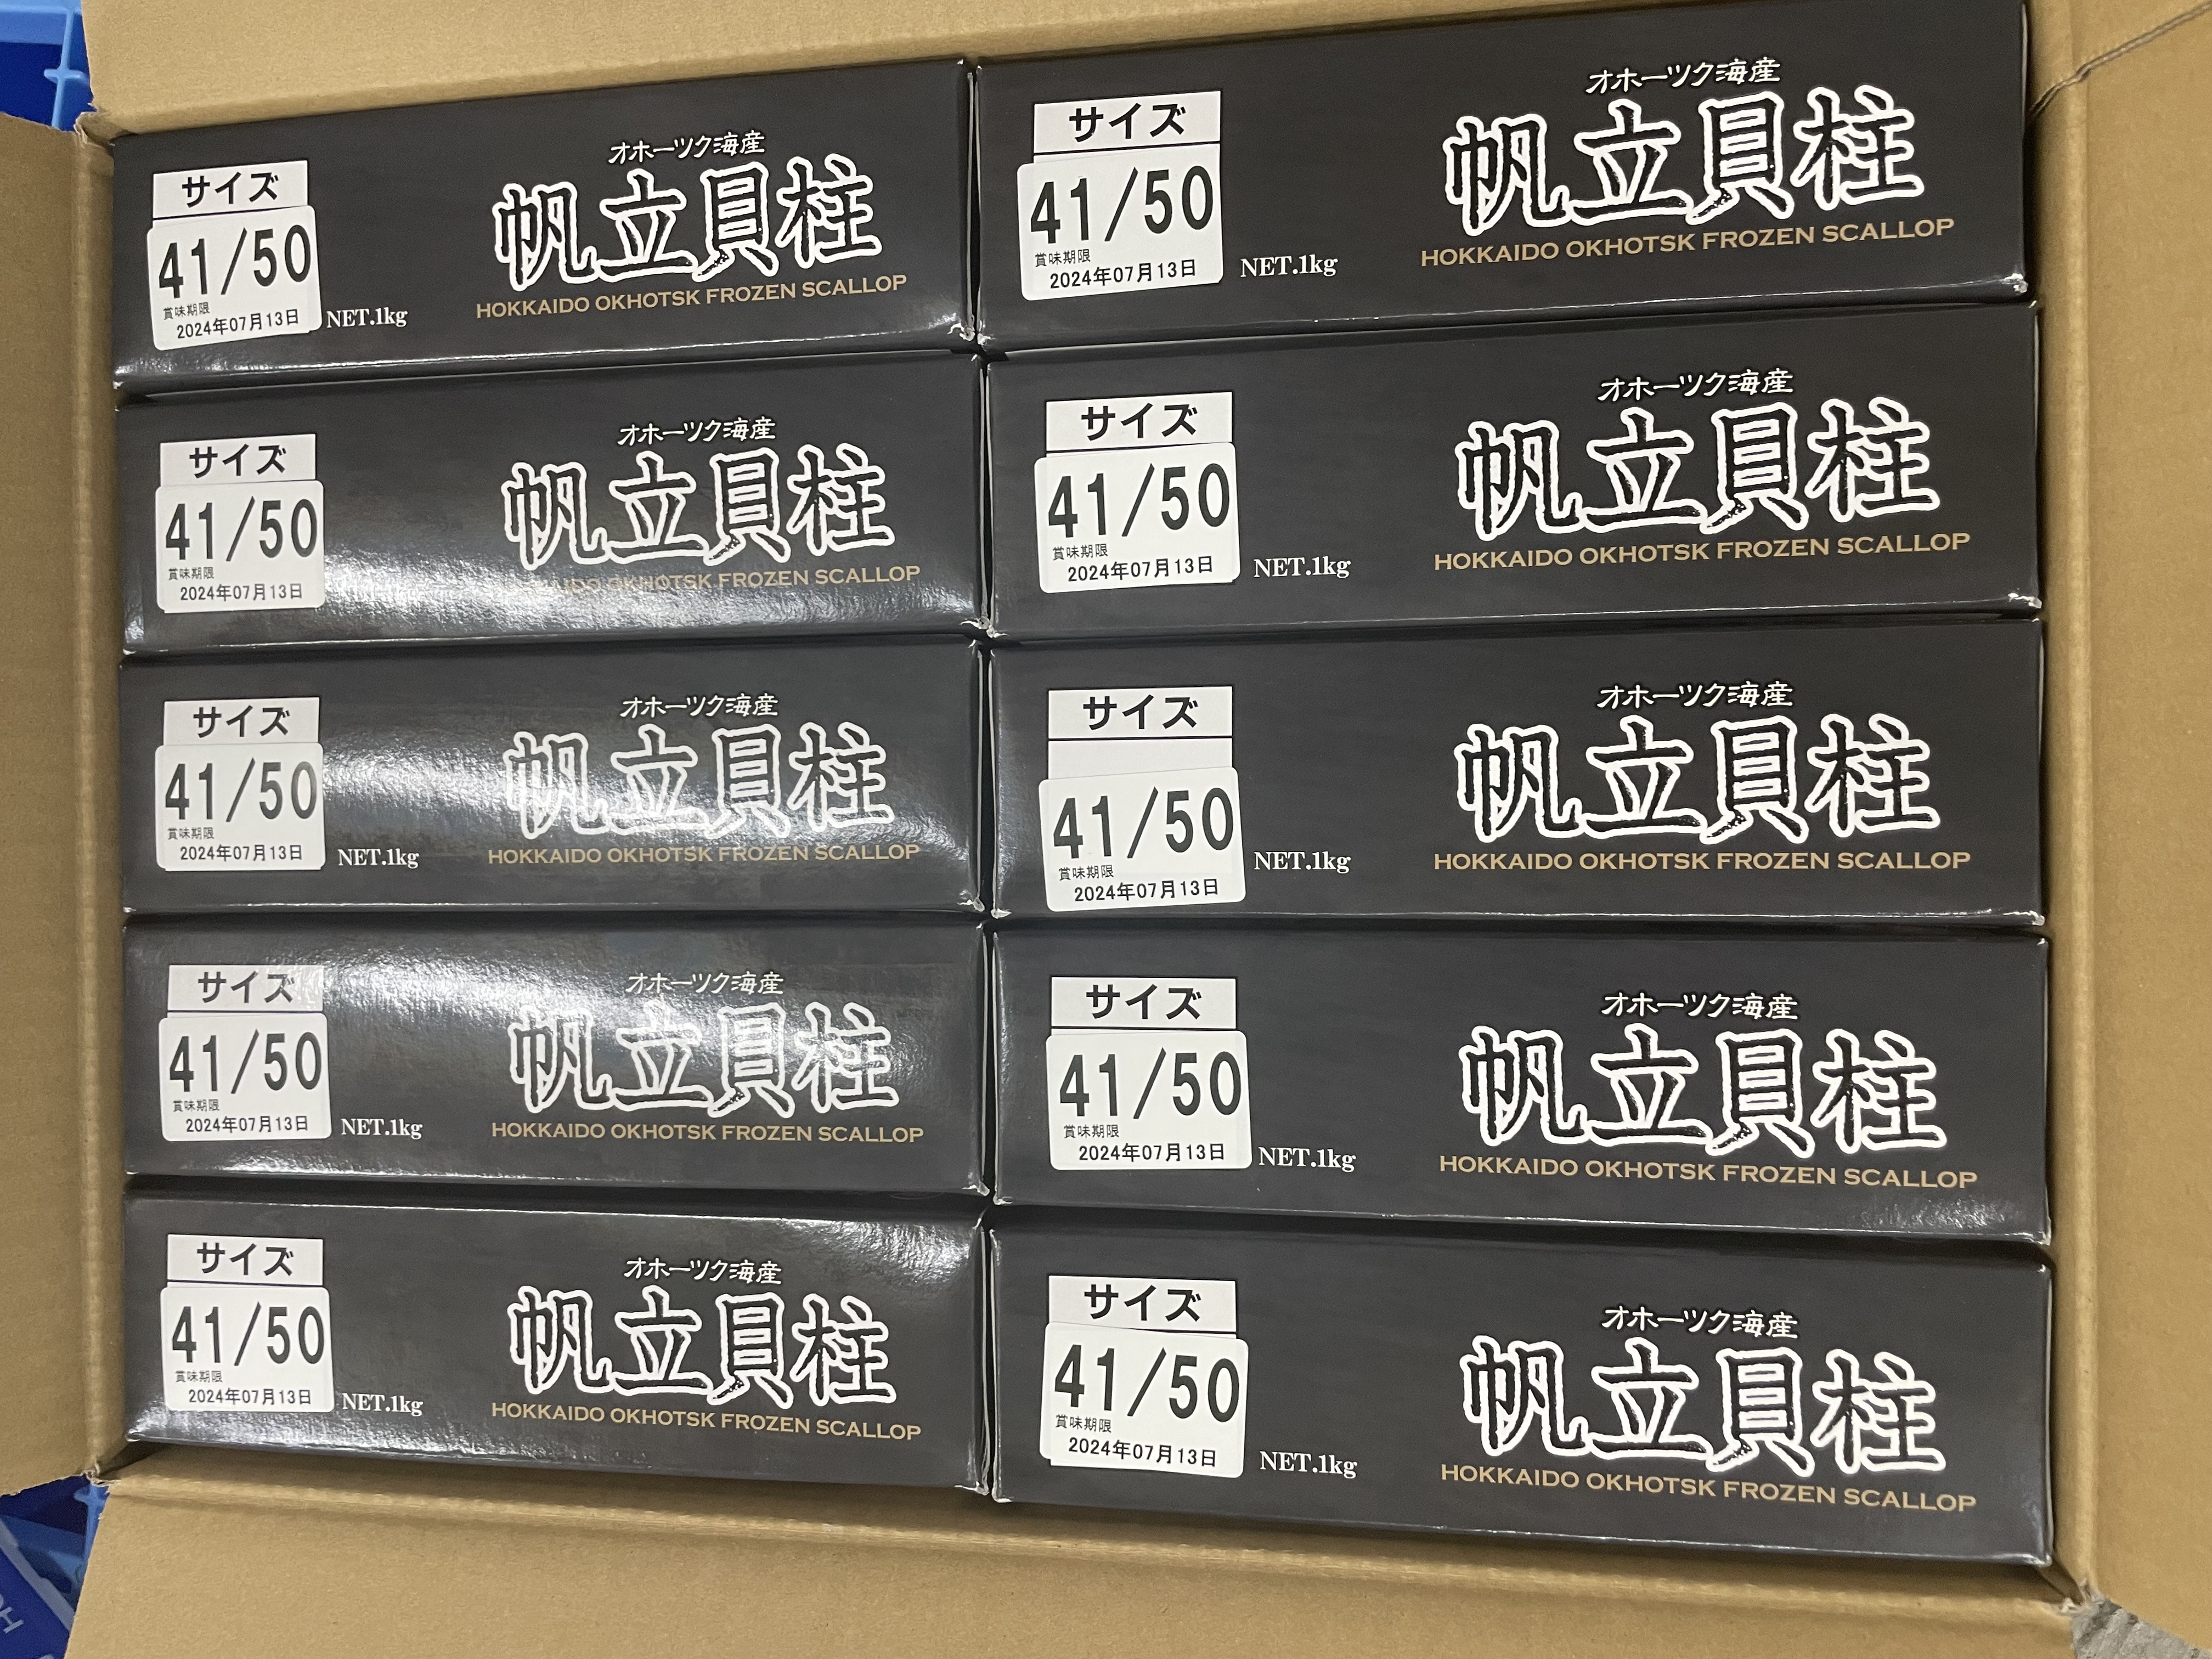 サイズ
41/50
賞味期限
2024年07月13日
NET.1kg
オホーツク海産
帆立貝柱
HOKKAIDO OKHOTSK FROZEN SCALLOP
サイズ
41/50
賞味期限
2024年07月13日
NET.1kg
オホーツク海産
帆立貝柱
HOKKAIDO OKHOTSK FROZEN SCALLOP
サイズ
41/50
賞味期限
2024年07月13日
オホーツク海産
帆立貝柱
HOKKAIDO OKHOTSK FROZEN SCALLOP
サイズ
41/50
賞味期限
2024年07月13日
NET.1kg
オホーツク海産
帆立貝柱
HOKKAIDO OKHOTSK FROZEN SCALLOP
サイズ
41/50
賞味期限
2024年07月13日
NET.1kg
オホーツク海産
帆立貝柱
HOKKAIDO OKHOTSK FROZEN SCALLOP
サイズ
41/50
賞味期限
2024年07月13日
NET.1kg
オホーツク海産
帆立貝柱
HOKKAIDO OKHOTSK FROZEN SCALLOP
サイズ
41/50
賞味期限
2024年07月13日
NET.1kg
オホーツク海産
帆立貝柱
HOKKAIDO OKHOTSK FROZEN SCALLOP
サイズ
41/50
賞味期限
2024年07月13日
NET.1kg
オホーツク海産
帆立貝柱
HOKKAIDO OKHOTSK FROZEN SCALLOP
サイズ
41/50
賞味期限
2024年07月13日
NET.1kg
オホーツク海産
帆立貝柱
HOKKAIDO OKHOTSK FROZEN SCALLOP
サイズ
41/50
賞味期限
2024年07月13日
NET.1kg
オホーツク海産
帆立貝柱
HOKKAIDO OKHOTSK FROZEN SCALLOP